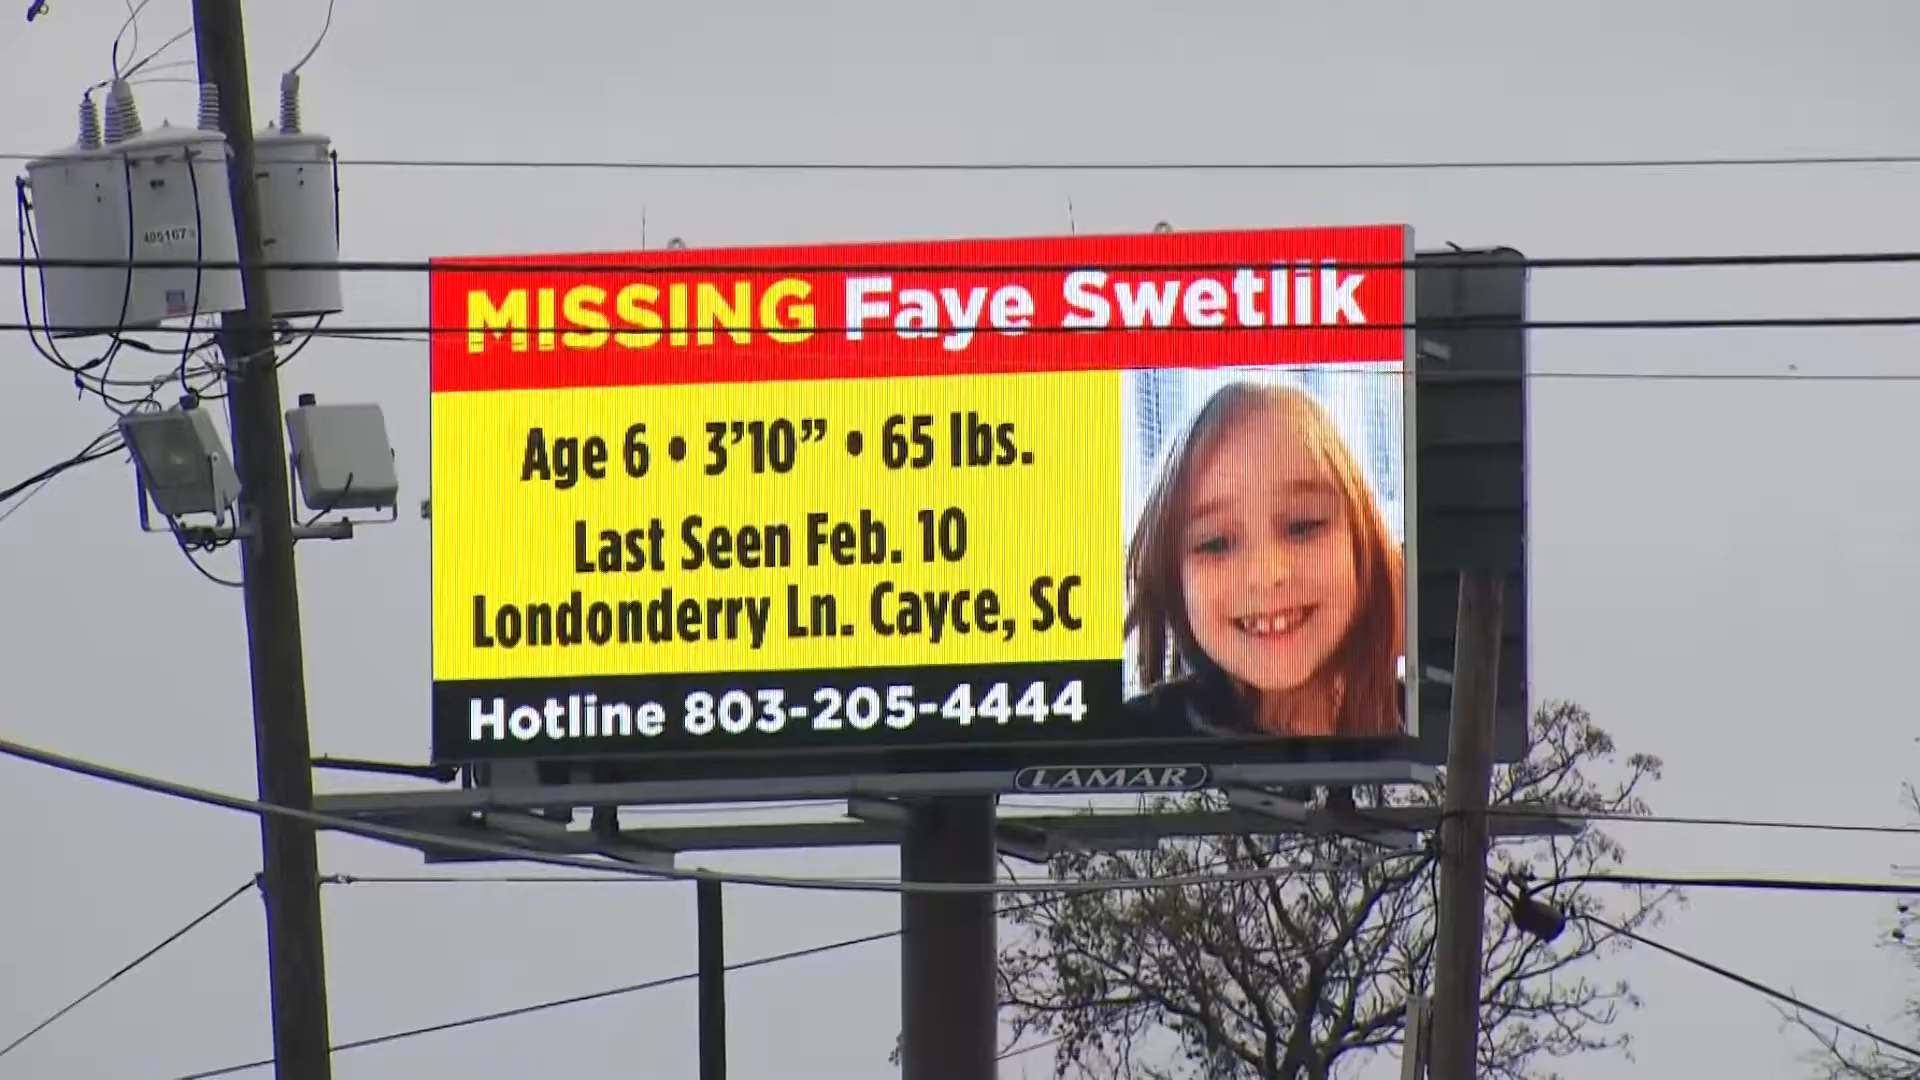 405167
MISSING Faye Swetlik
Age 6 • 3’10” • 65 lbs.
Last Seen Feb. 10
Londonderry Ln. Cayce, SC
Hotline 803-205-4444
LAMAR